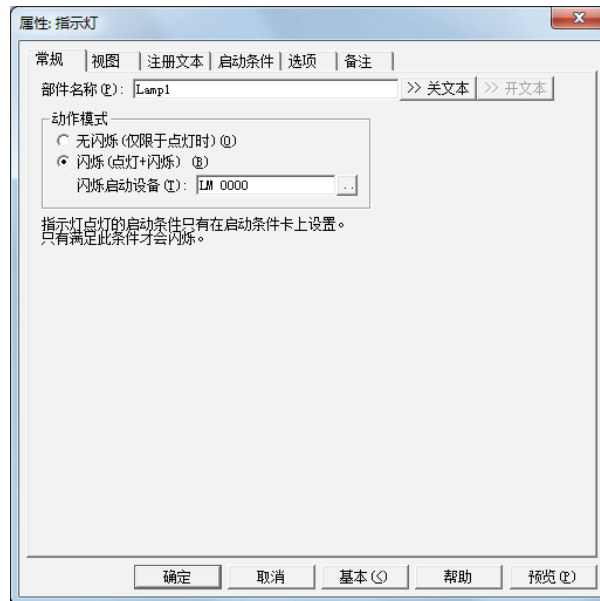 属性: 指示灯
常规 视图 注册文本 启动条件 选项 备注
部件名称(P): Lamp1 >> 关文本 >> 开文本
动作模式
无闪烁(仅限于点灯时)(O)
闪烁(点灯+闪烁) (B)
闪烁启动设备(T): LM 0000 ..
指示灯点灯的启动条件只有在启动条件卡上设置。
只有满足此条件才会闪烁。
确定 取消 基本(<) 帮助 预览(P)